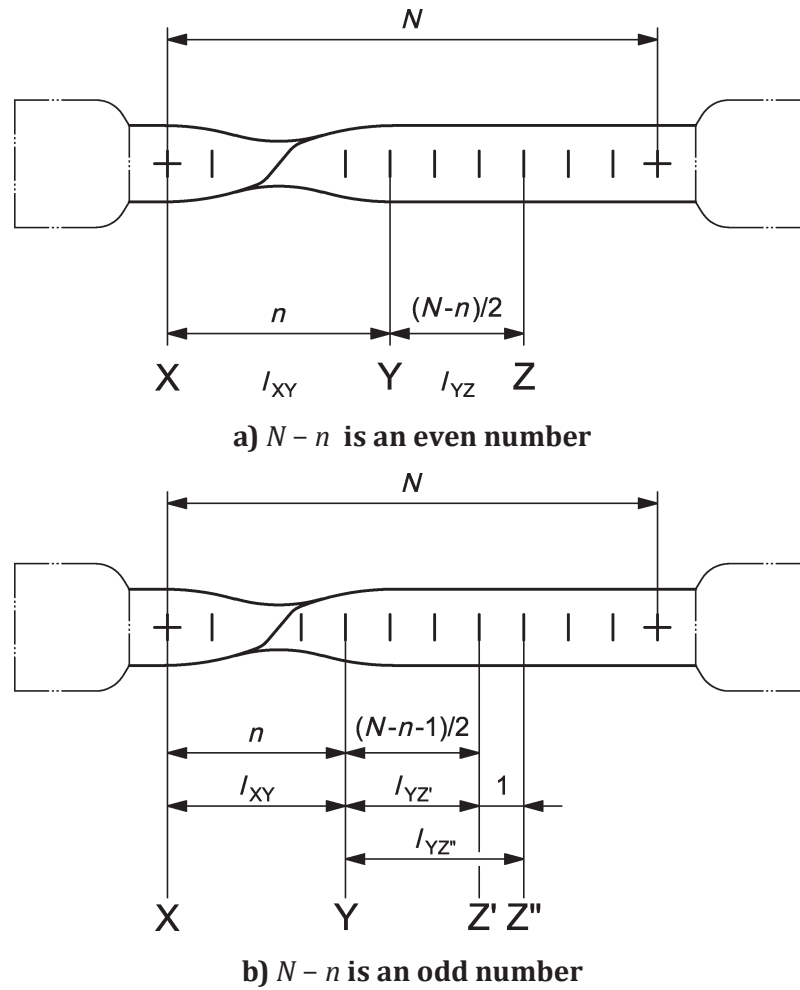 N
n
(N-n)/2
X
l_XY
Y
l_YZ
Z
a) N – n is an even number
N
n
(N-n-1)/2
l_XY
l_YZ'
1
l_YZ"
X
Y
Z'
Z"
b) N – n is an odd number